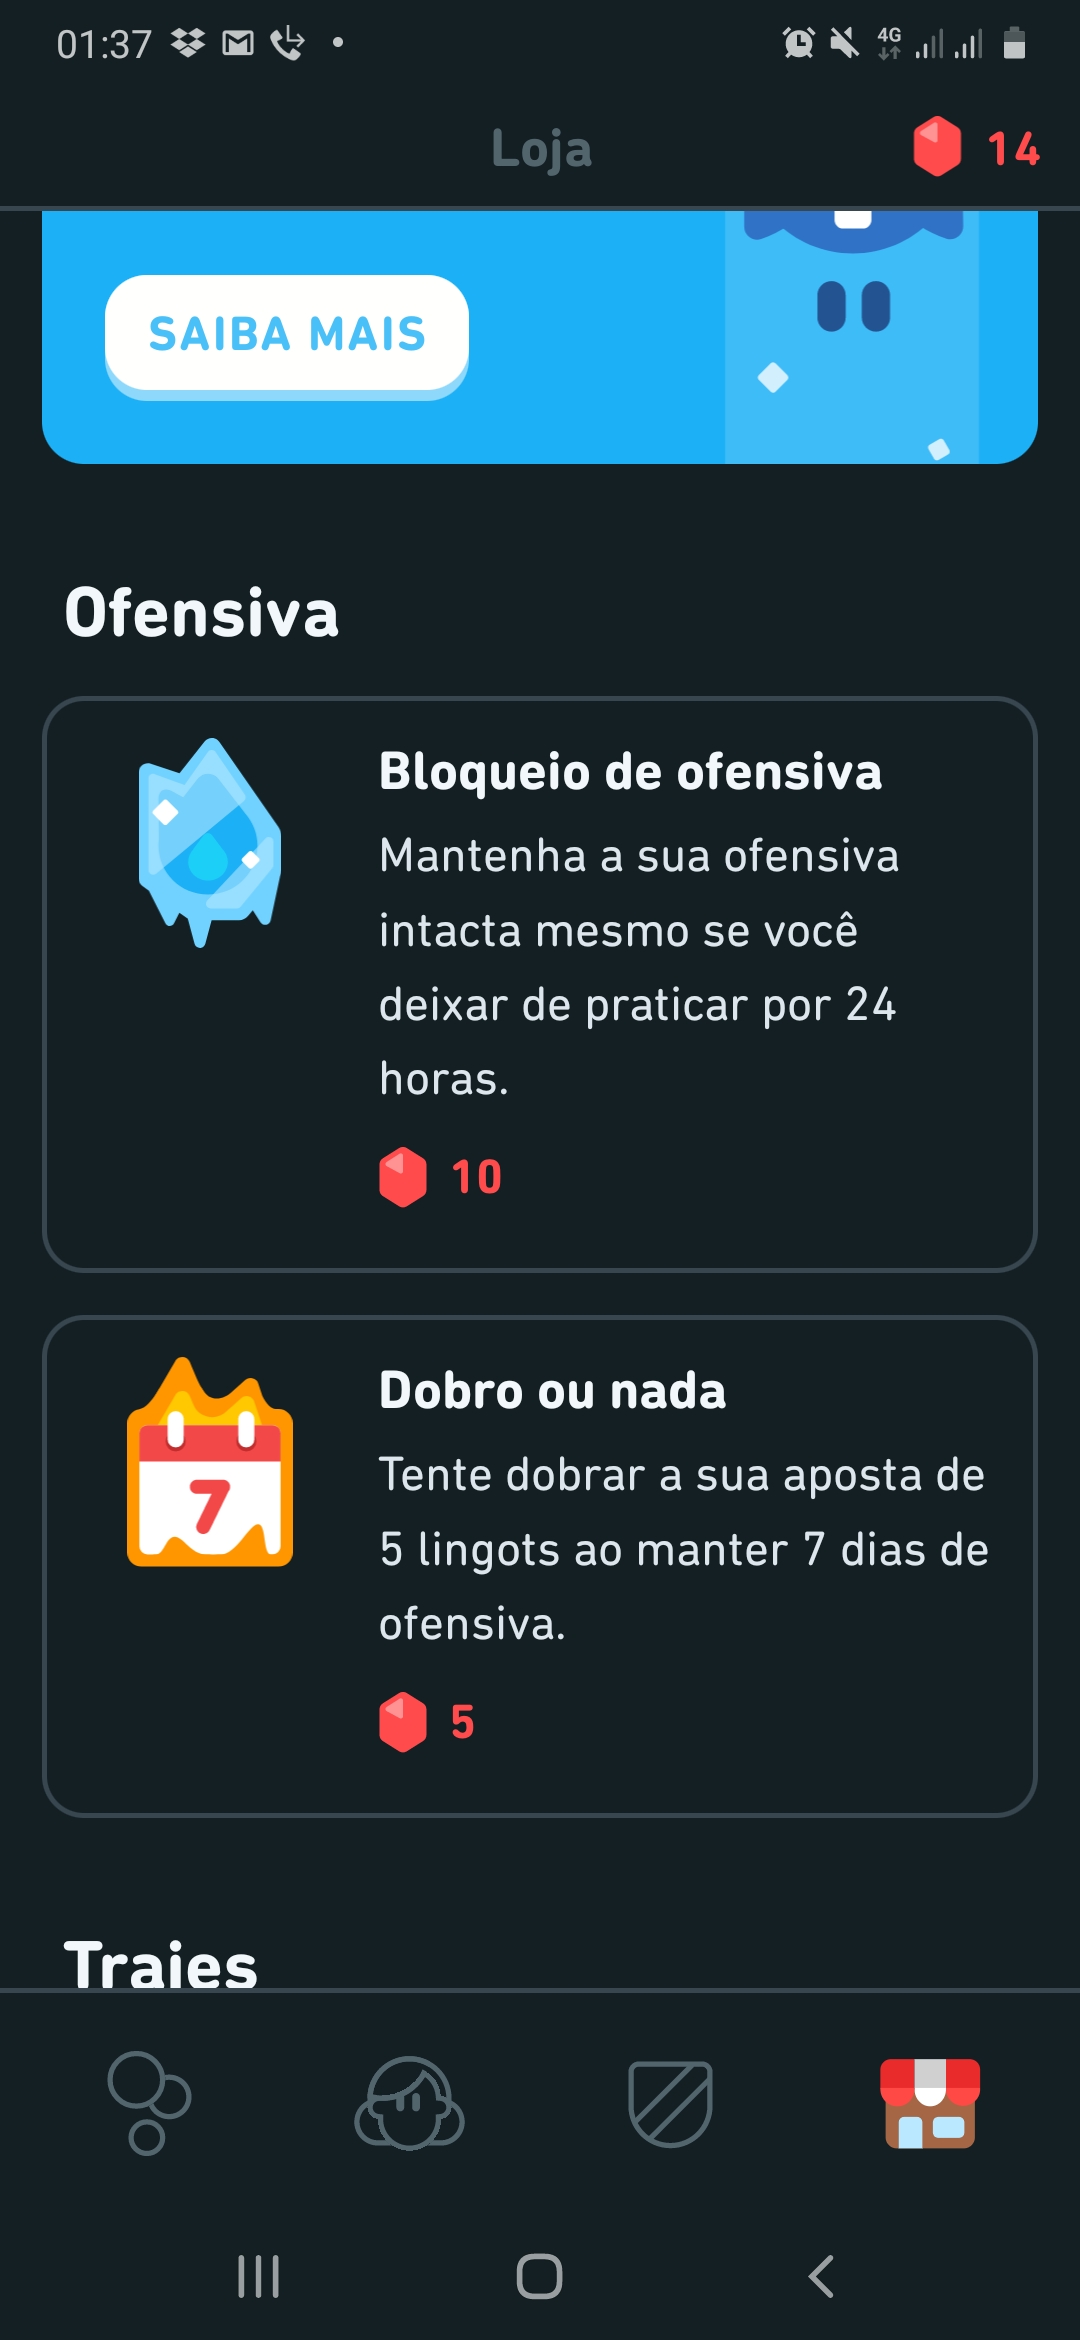 01:37
4G
Loja
14
SAIBA MAIS
Ofensiva
Bloqueio de ofensiva
Mantenha a sua ofensiva
intacta mesmo se você
deixar de praticar por 24
horas.
10
7
Dobro ou nada
Tente dobrar a sua aposta de
5 lingots ao manter 7 dias de
ofensiva.
5
Trajes